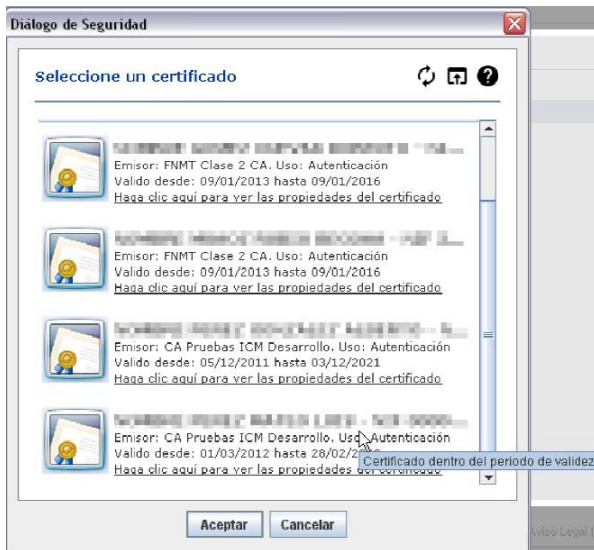 Diálogo de Seguridad
Seleccione un certificado
Emisor: FNMT Clase 2 CA. Uso: Autenticación
Valido desde: 09/01/2013 hasta 09/01/2016
Haga clic aquí para ver las propiedades del certificado
Emisor: FNMT Clase 2 CA. Uso: Autenticación
Valido desde: 09/01/2013 hasta 09/01/2016
Haga clic aquí para ver las propiedades del certificado
Emisor: CA Pruebas ICM Desarrollo. Uso: Autenticación
Valido desde: 05/12/2011 hasta 03/12/2021
Haga clic aquí para ver las propiedades del certificado
Emisor: CA Pruebas ICM Desarrollo. Uso: Autenticación
Valido desde: 01/03/2012 hasta
Certificado dentro del periodo de validez
Haga clic aquí para ver las propiedades del certificado
Aceptar
Cancelar
Aviso Legal